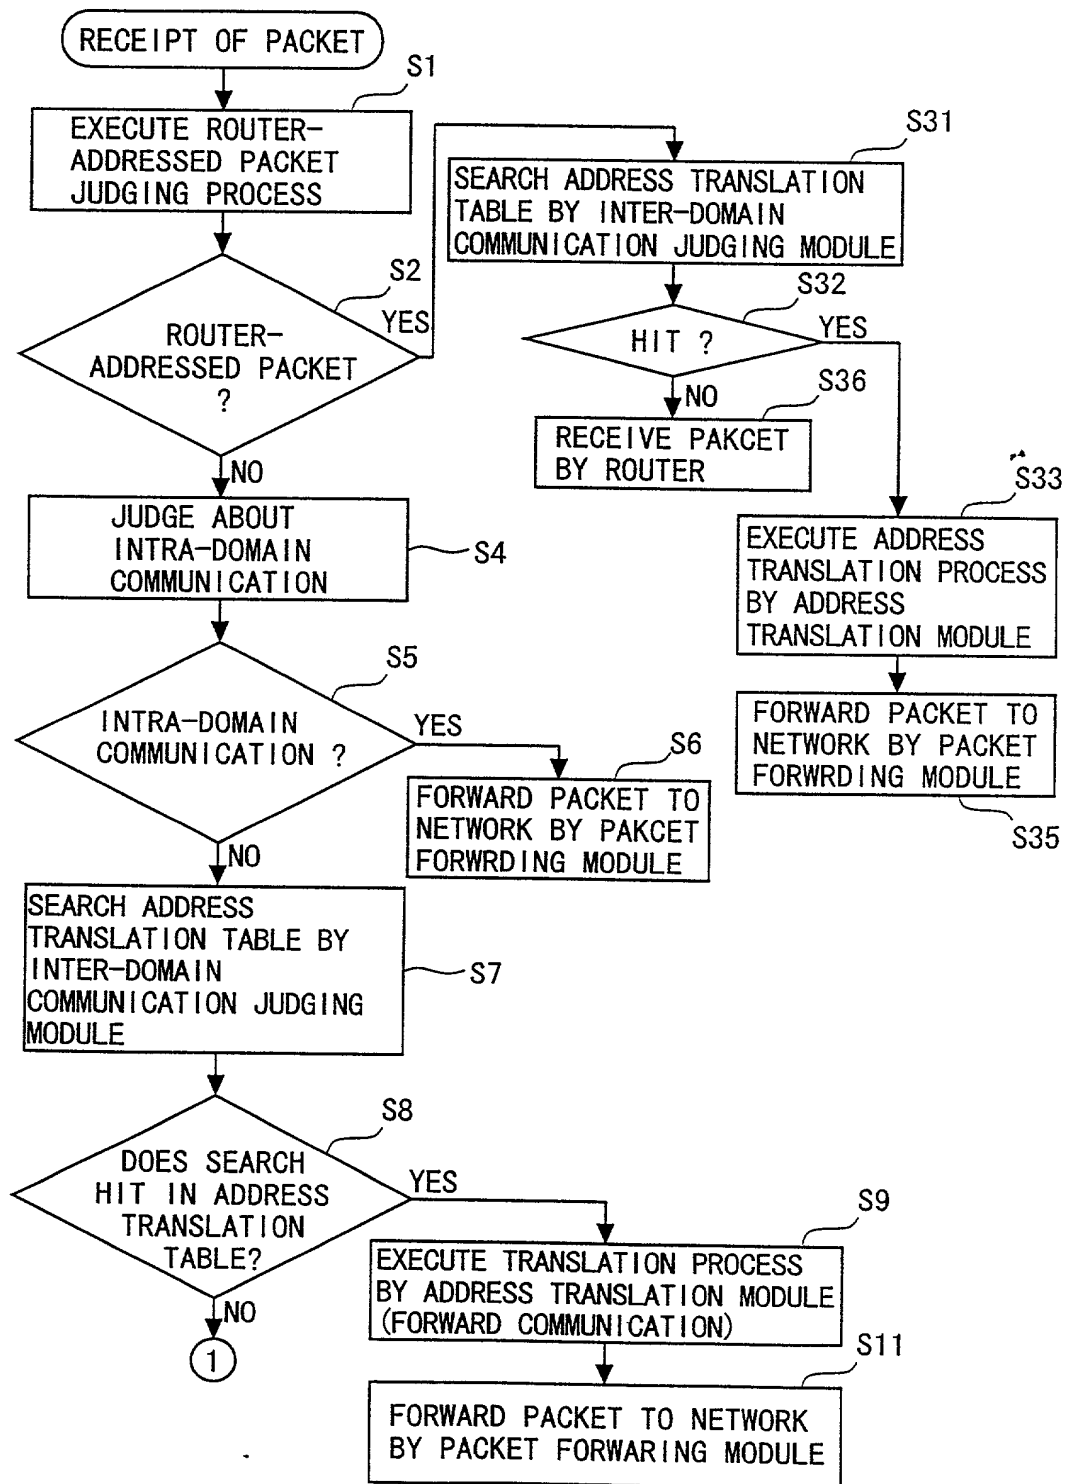 RECEIPT OF PACKET
S1
EXECUTE ROUTER-
ADDRESSED PACKET
JUDGING PROCESS
S2
ROUTER-
ADDRESSED PACKET
?
YES
NO
S31
SEARCH ADDRESS TRANSLATION
TABLE BY INTER-DOMAIN
COMMUNICATION JUDGING MODULE
S32
HIT ?
YES
NO
S36
RECEIVE PAKCET
BY ROUTER
S33
EXECUTE ADDRESS
TRANSLATION PROCESS
BY ADDRESS
TRANSLATION MODULE
FORWARD PACKET TO
NETWORK BY PACKET
FORWRDING MODULE
S35
JUDGE ABOUT
INTRA-DOMAIN
COMMUNICATION
S4
S5
INTRA-DOMAIN
COMMUNICATION ?
YES
NO
S6
FORWARD PACKET TO
NETWORK BY PAKCET
FORWRDING MODULE
SEARCH ADDRESS
TRANSLATION TABLE BY
INTER-DOMAIN
COMMUNICATION JUDGING
MODULE
S7
S8
DOES SEARCH
HIT IN ADDRESS
TRANSLATION
TABLE?
YES
NO
1
S9
EXECUTE TRANSLATION PROCESS
BY ADDRESS TRANSLATION MODULE
(FORWARD COMMUNICATION)
S11
FORWARD PACKET TO NETWORK
BY PACKET FORWARING MODULE